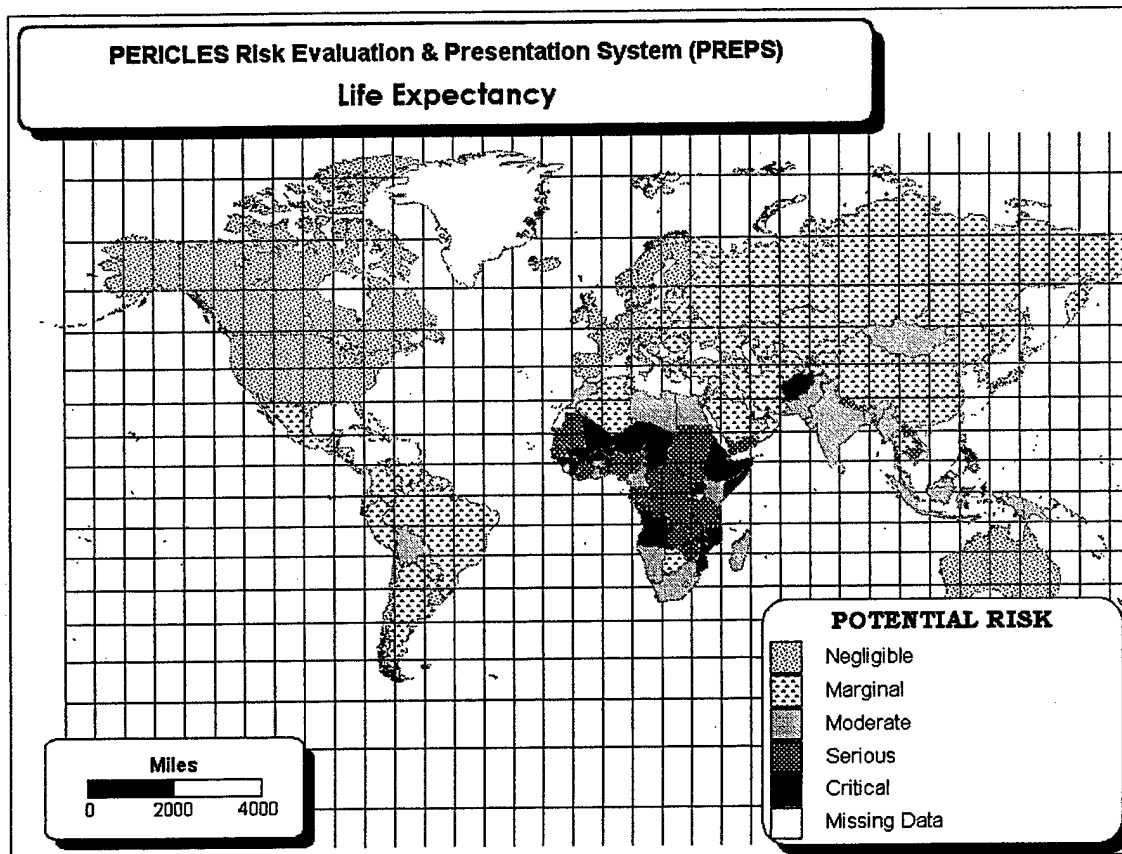 PERICLES Risk Evaluation & Presentation System (PREPS)
Life Expectancy
POTENTIAL RISK
Negligible
Marginal
Moderate
Serious
Critical
Missing Data
Miles
0 2000 4000